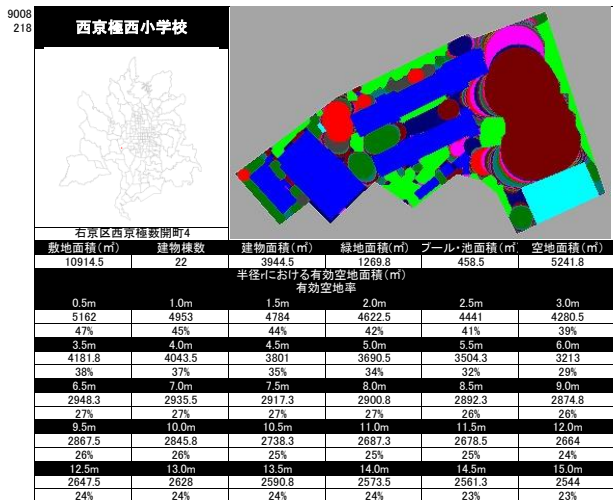 9008
218
西京極西小学校
右京区西京極薮開町4
敷地面積(㎡) 建物棟数 建物面積(㎡) 緑地面積(㎡) プール・池面積(㎡) 空地面積(㎡)
10914.5 22 3944.5 1269.8 458.5 5241.8
半径rにおける有効空地面積(㎡)
有効空地率
0.5m 1.0m 1.5m 2.0m 2.5m 3.0m
5162 4953 4784 4622.5 4441 4280.5
47% 45% 44% 42% 41% 39%
3.5m 4.0m 4.5m 5.0m 5.5m 6.0m
4181.8 4043.5 3801 3690.5 3504.3 3213
38% 37% 35% 34% 32% 29%
6.5m 7.0m 7.5m 8.0m 8.5m 9.0m
2948.3 2935.5 2917.3 2900.8 2892.3 2874.8
27% 27% 27% 27% 26% 26%
9.5m 10.0m 10.5m 11.0m 11.5m 12.0m
2867.5 2845.8 2738.3 2687.3 2678.5 2664
26% 26% 25% 25% 25% 24%
12.5m 13.0m 13.5m 14.0m 14.5m 15.0m
2647.5 2628 2590.8 2573.5 2561.3 2544
24% 24% 24% 24% 23% 23%